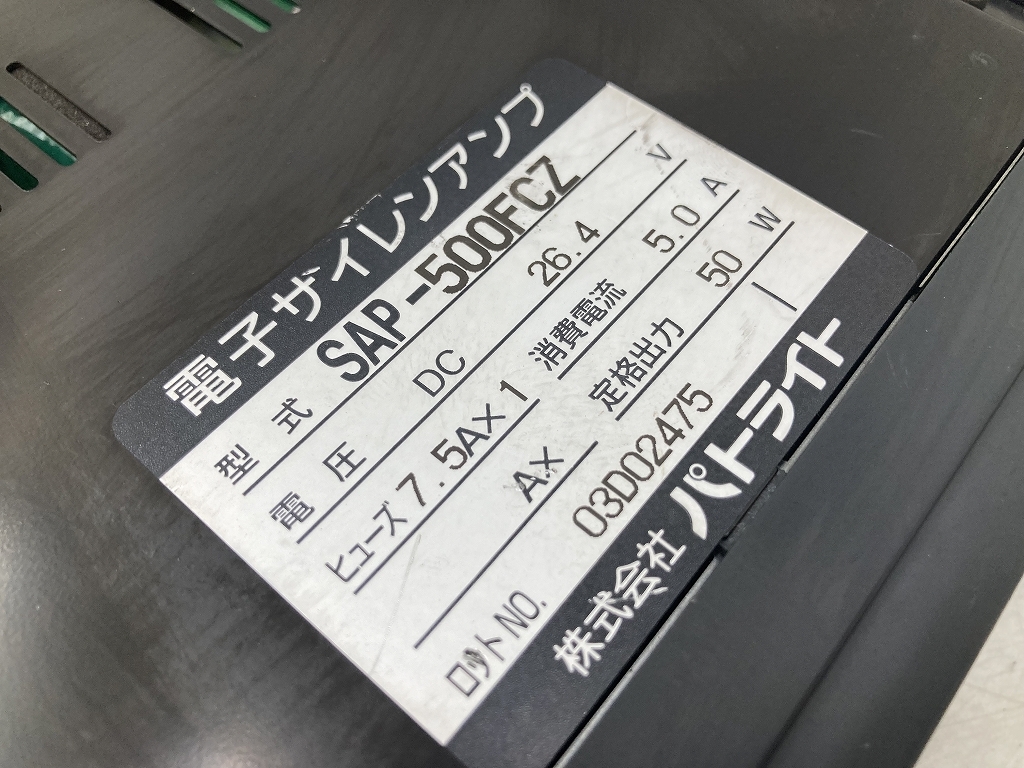 電子サイレンアンプ
型式 SAP-500FCZ
電圧 DC 26.4 V
ヒューズ 7.5A×1 消費電流 5.0 A
A× 定格出力 50 W
ロットNO. 03D02475
株式会社 パトライト